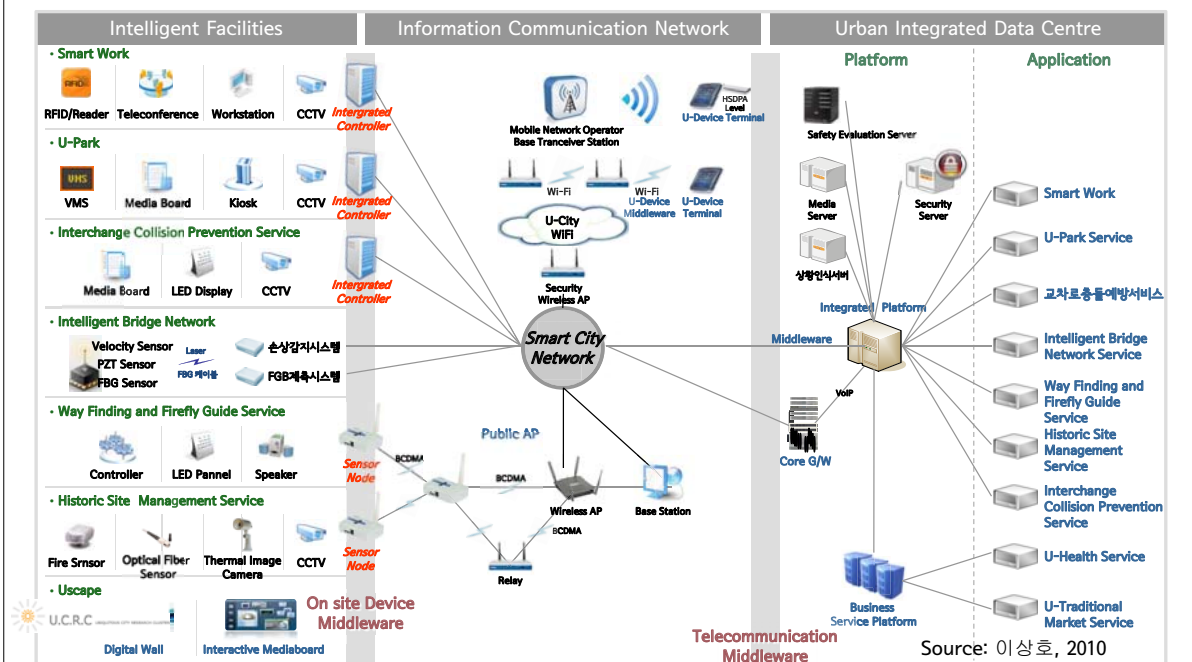 Intelligent Facilities
Information Communication Network
Urban Integrated Data Centre
· Smart Work
RFID/Reader Teleconference Workstation CCTV
Intergrated
Controller
· U-Park
VMS
VMS Media Board Kiosk CCTV
Intergrated
Controller
· Interchange Collision Prevention Service
Media Board LED Display CCTV
Intergrated
Controller
· Intelligent Bridge Network
Velocity Sensor
PZT Sensor
FBG Sensor
Laser
FBG 케이블
손상감지시스템
FGB계측시스템
· Way Finding and Firefly Guide Service
Controller LED Pannel Speaker
Sensor
Node
· Historic Site Management Service
Fire Srnsor
Optical Fiber
Sensor
Thermal Image
Camera
CCTV
Sensor
Node
· Uscape
U.C.R.C
Digital Wall
Interactive Mediaboard
On site Device
Middleware
Mobile Network Operator
Base Tranceiver Station
HSDPA
Level
U-Device Terminal
Wi-Fi
Wi-Fi
U-Device
Middleware
U-Device
Terminal
U-City
WiFi
Security
Wireless AP
Smart City
Network
Public AP
BCDMA
BCDMA
BCDMA
Wireless AP
Base Station
Relay
Telecommunication
Middleware
Platform
Safety Evaluation Server
Media
Server
Security
Server
상황인식서버
Integrated Platform
Middleware
VoIP
Core G/W
Business
Service Platform
Application
Smart Work
U-Park Service
교차로충돌예방서비스
Intelligent Bridge
Network Service
Way Finding and
Firefly Guide
Service
Historic Site
Management
Service
Interchange
Collision Prevention
Service
U-Health Service
U-Traditional
Market Service
Source: 이상호, 2010